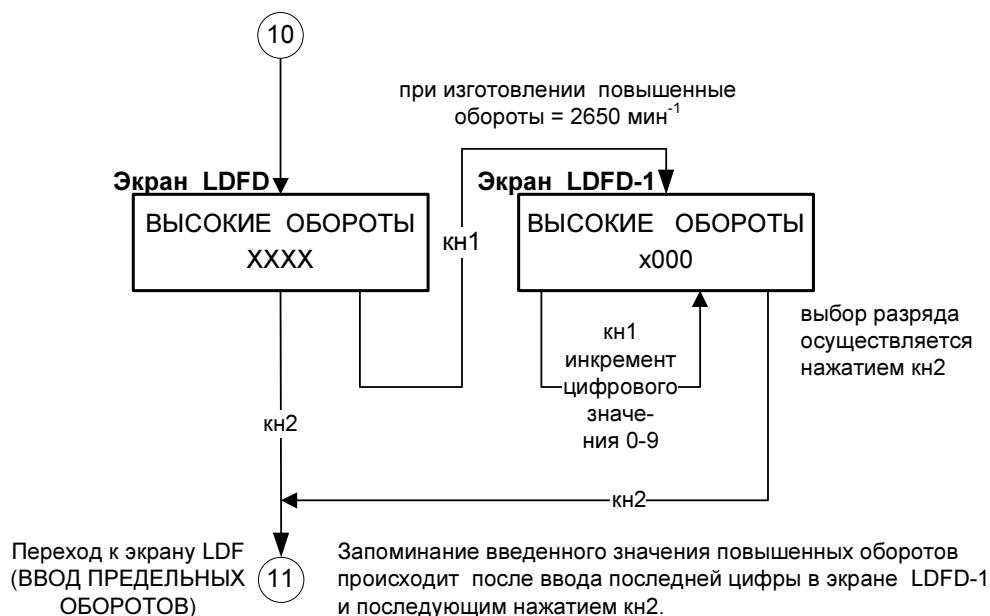 10
при изготовлении повышенные
обороты = 2650 мин⁻¹
Экран LDFD
ВЫСОКИЕ ОБОРОТЫ
XXXX
кн1
Экран LDFD-1
ВЫСОКИЕ ОБОРОТЫ
x000
кн1
инкремент
цифрового
значе-
ния 0-9
выбор разряда
осуществляется
нажатием кн2
кн2
кн2
Переход к экрану LDF
(ВВОД ПРЕДЕЛЬНЫХ
ОБОРОТОВ)
11
Запоминание введенного значения повышенных оборотов
происходит после ввода последней цифры в экране LDFD-1
и последующим нажатием кн2.